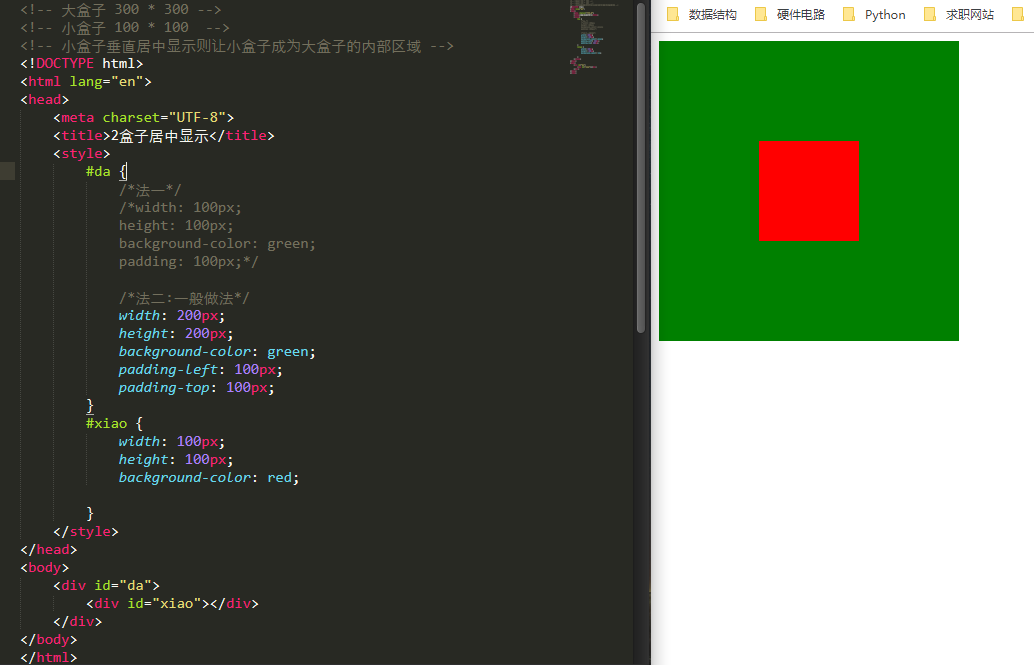 <!-- 大盒子 300 * 300 -->
<!-- 小盒子 100 * 100  -->
<!-- 小盒子垂直居中显示则让小盒子成为大盒子的内部区域 -->
<!DOCTYPE html>
<html lang="en">
<head>
    <meta charset="UTF-8">
    <title>2盒子居中显示</title>
    <style>
        #da {
            /*法一*/
            /*width: 100px;
            height: 100px;
            background-color: green;
            padding: 100px;*/

            /*法二:一般做法*/
            width: 200px;
            height: 200px;
            background-color: green;
            padding-left: 100px;
            padding-top: 100px;
        }
        #xiao {
            width: 100px;
            height: 100px;
            background-color: red;

        }
    </style>
</head>
<body>
    <div id="da">
        <div id="xiao"></div>
    </div>
</body>
</html>
数据结构 硬件电路 Python 求职网站